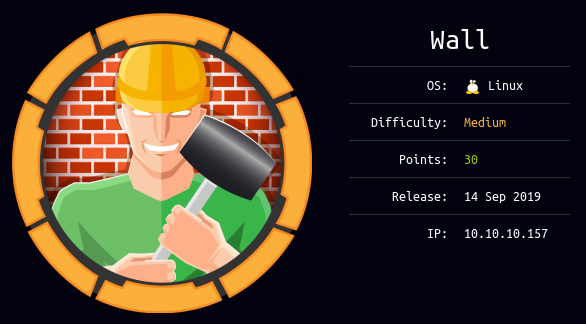 Wall
OS: Linux
Difficulty: Medium
Points: 30
Release: 14 Sep 2019
IP: 10.10.10.157